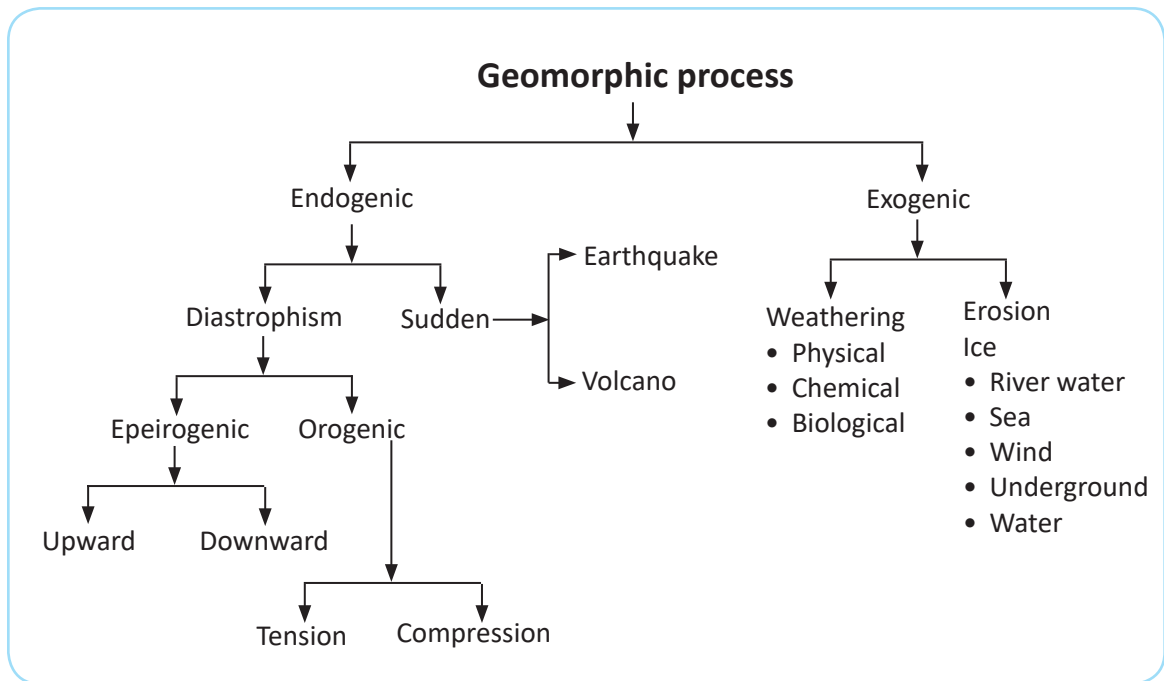 Geomorphic process
Endogenic
Exogenic
Diastrophism
Sudden
Earthquake
Volcano
Epeirogenic
Orogenic
Upward
Downward
Tension
Compression
Weathering
• Physical
• Chemical
• Biological
Erosion
Ice
• River water
• Sea
• Wind
• Underground
• Water